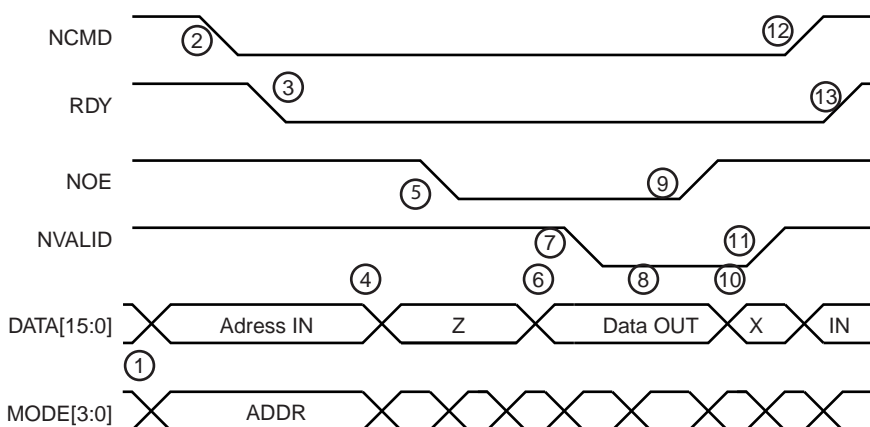 NCMD
2
12
RDY
3
13
NOE
5
9
NVALID
7
11
4
6
8
10
DATA[15:0]
Adress IN
Z
Data OUT
X
IN
1
MODE[3:0]
ADDR